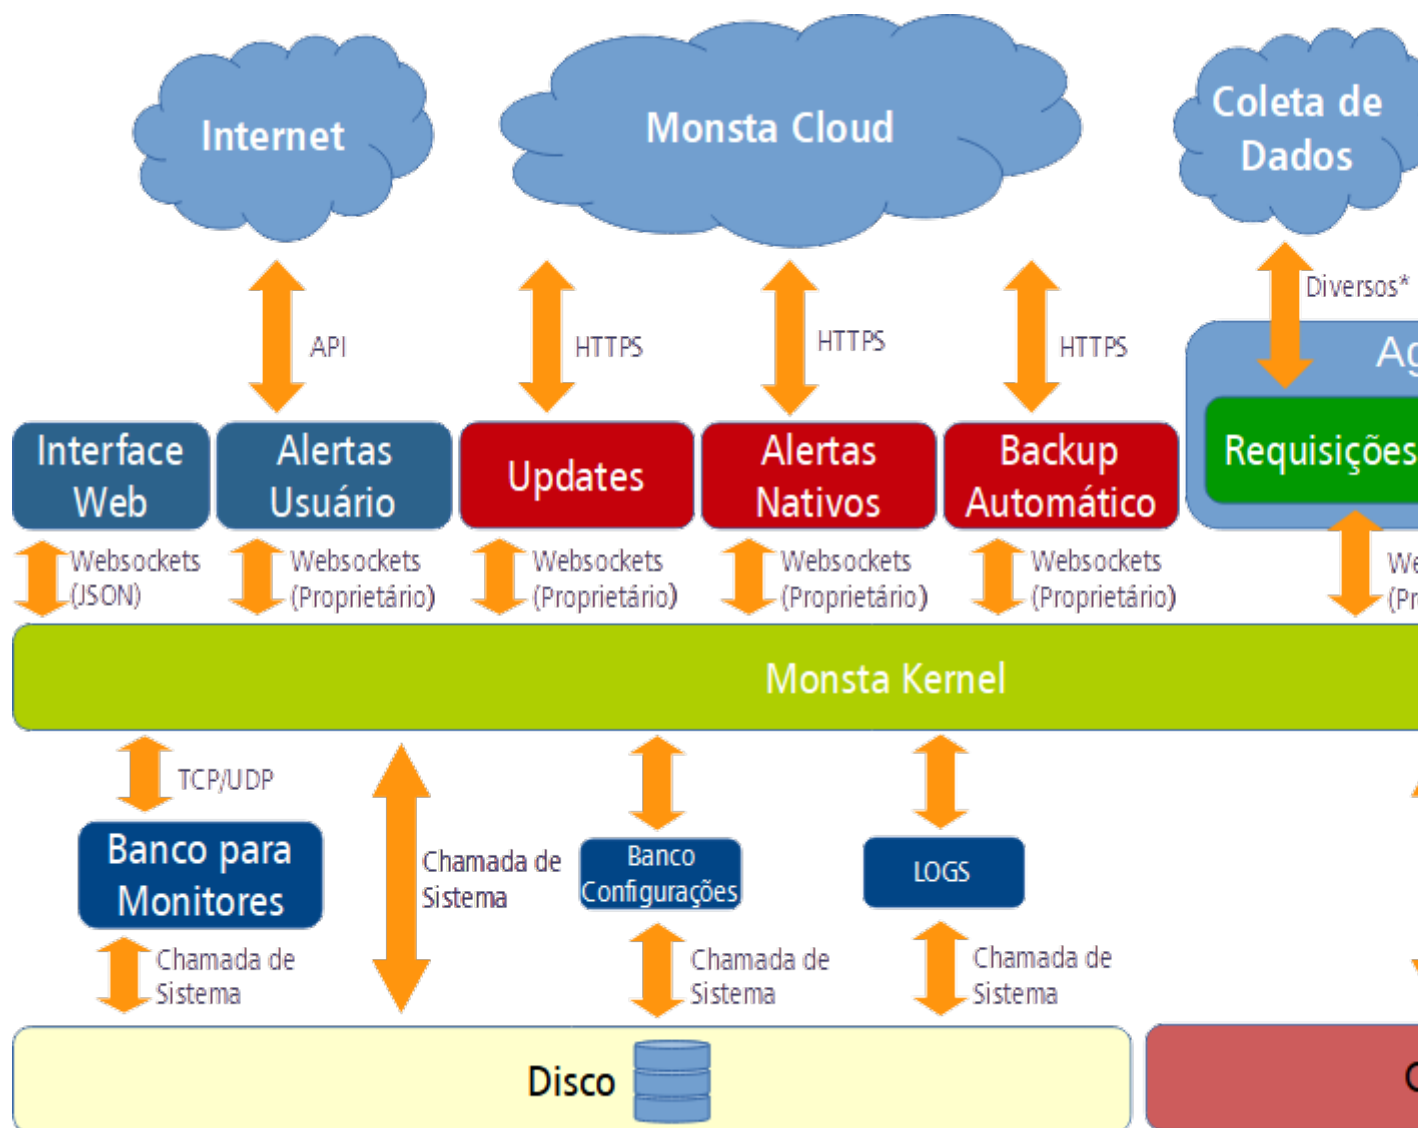 Internet
Monsta Cloud
Coleta de
Dados
API
HTTPS
HTTPS
HTTPS
Diversos*
Interface
Web
Alertas
Usuário
Updates
Alertas
Nativos
Backup
Automático
Requisições
Websockets
(JSON)
Websockets
(Proprietário)
Websockets
(Proprietário)
Websockets
(Proprietário)
Websockets
(Proprietário)
Monsta Kernel
TCP/UDP
Banco para
Monitores
Chamada de
Sistema
Banco
Configurações
LOGS
Chamada de
Sistema
Chamada de
Sistema
Chamada de
Sistema
Disco